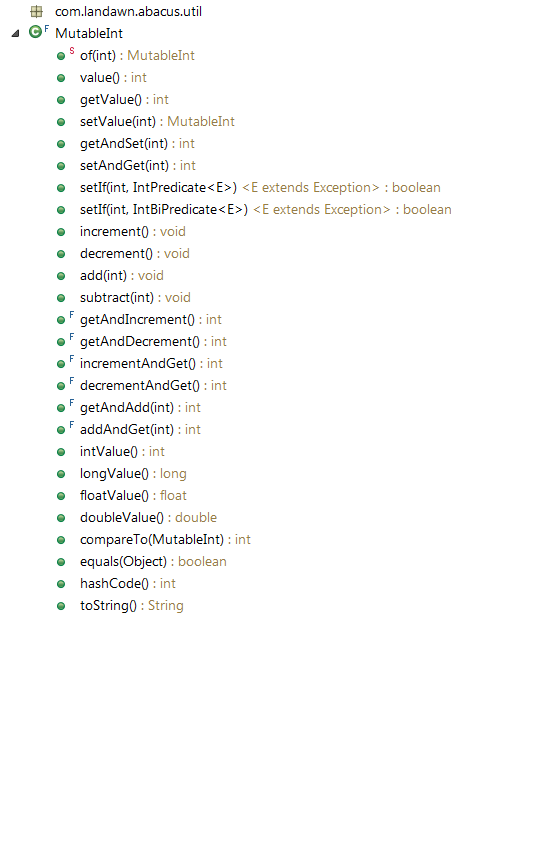 com.landawn.abacus.util
C F MutableInt
S of(int) : MutableInt
value() : int
getValue() : int
setValue(int) : MutableInt
getAndSet(int) : int
setAndGet(int) : int
setIf(int, IntPredicate<E>) <E extends Exception> : boolean
setIf(int, IntBiPredicate<E>) <E extends Exception> : boolean
increment() : void
decrement() : void
add(int) : void
subtract(int) : void
F getAndIncrement() : int
F getAndDecrement() : int
F incrementAndGet() : int
F decrementAndGet() : int
F getAndAdd(int) : int
F addAndGet(int) : int
intValue() : int
longValue() : long
floatValue() : float
doubleValue() : double
compareTo(MutableInt) : int
equals(Object) : boolean
hashCode() : int
toString() : String